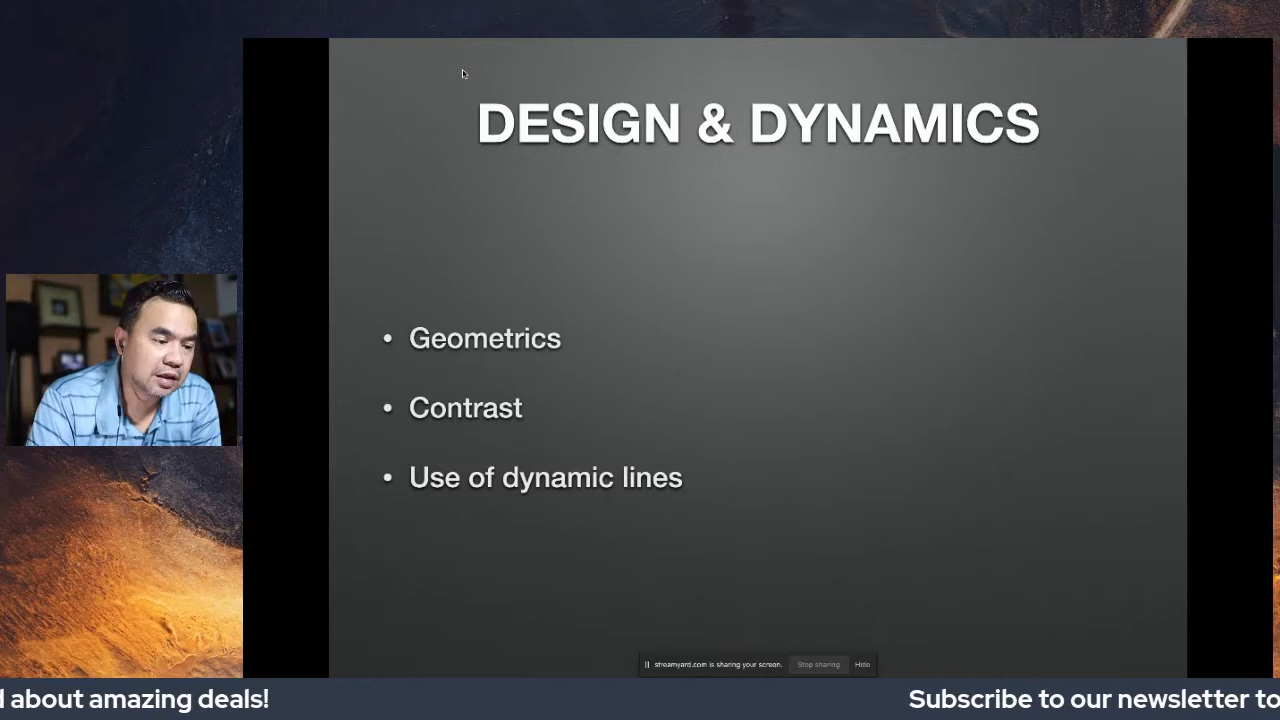 DESIGN & DYNAMICS
• Geometrics
• Contrast
• Use of dynamic lines
streamyard.com is sharing your screen. Stop sharing Hide
about amazing deals!
Subscribe to our newsletter to